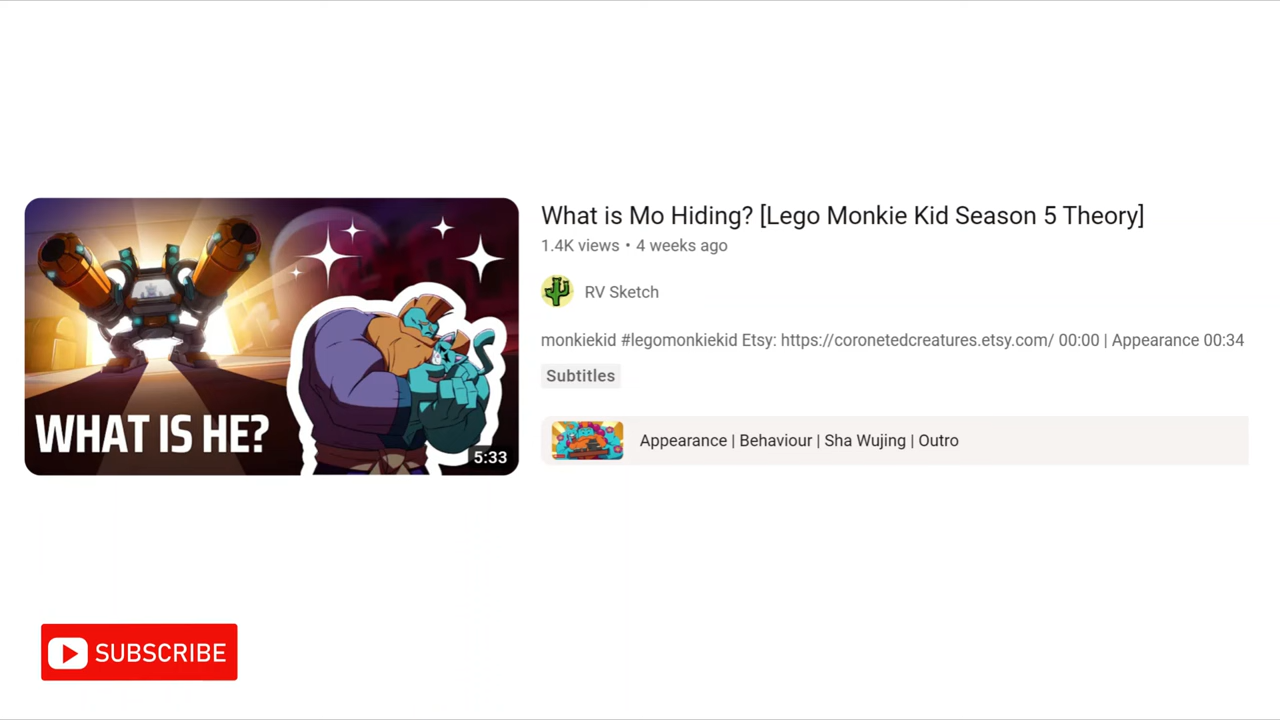 What is Mo Hiding? [Lego Monkie Kid Season 5 Theory]
1.4K views • 4 weeks ago
RV Sketch
monkiekid #legomonkiekid Etsy: https://coronetedcreatures.etsy.com/ 00:00 | Appearance 00:34
Subtitles
WHAT IS HE?
5:33
Appearance | Behaviour | Sha Wujing | Outro
SUBSCRIBE